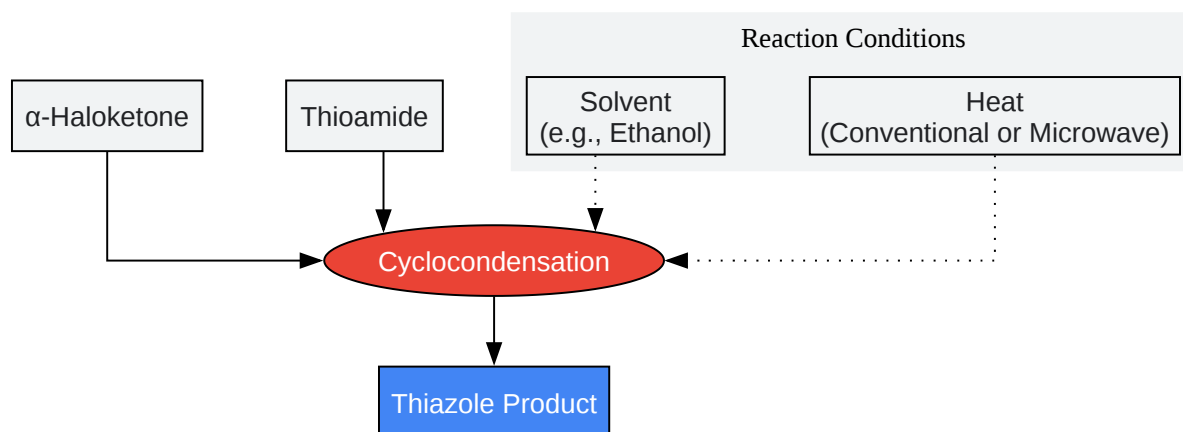 Reaction Conditions
α-Haloketone
Thioamide
Solvent
(e.g., Ethanol)
Heat
(Conventional or Microwave)
Cyclocondensation
Thiazole Product